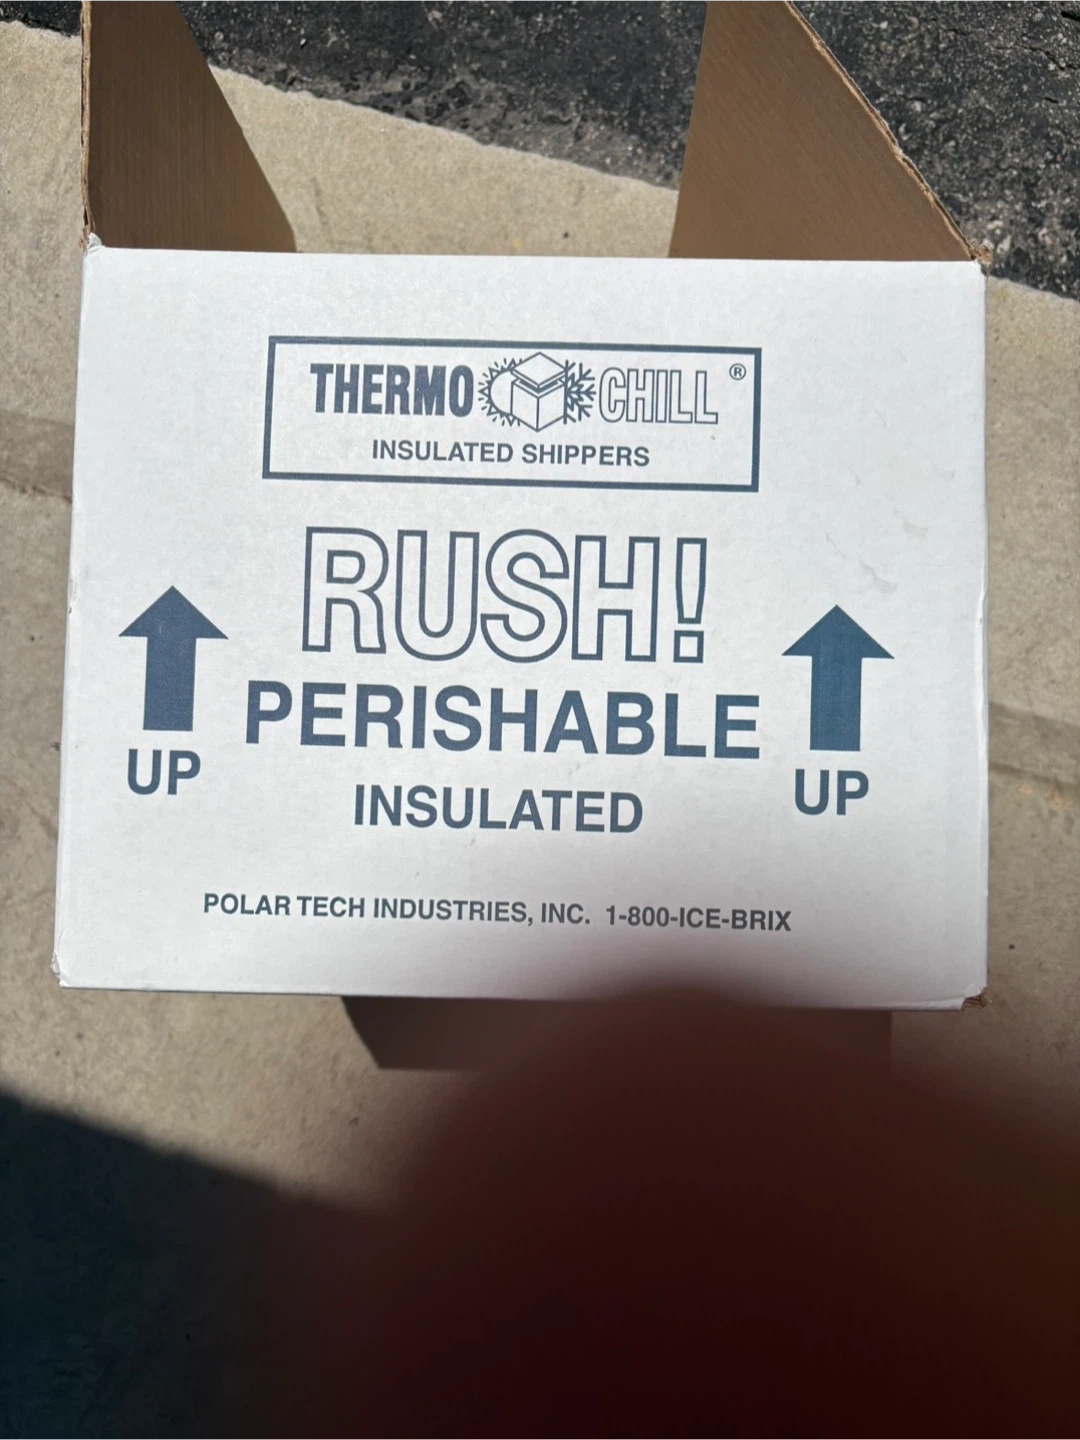 THERMO CHILL®
INSULATED SHIPPERS
RUSH!
PERISHABLE
INSULATED
UP
UP
POLAR TECH INDUSTRIES, INC. 1-800-ICE-BRIX